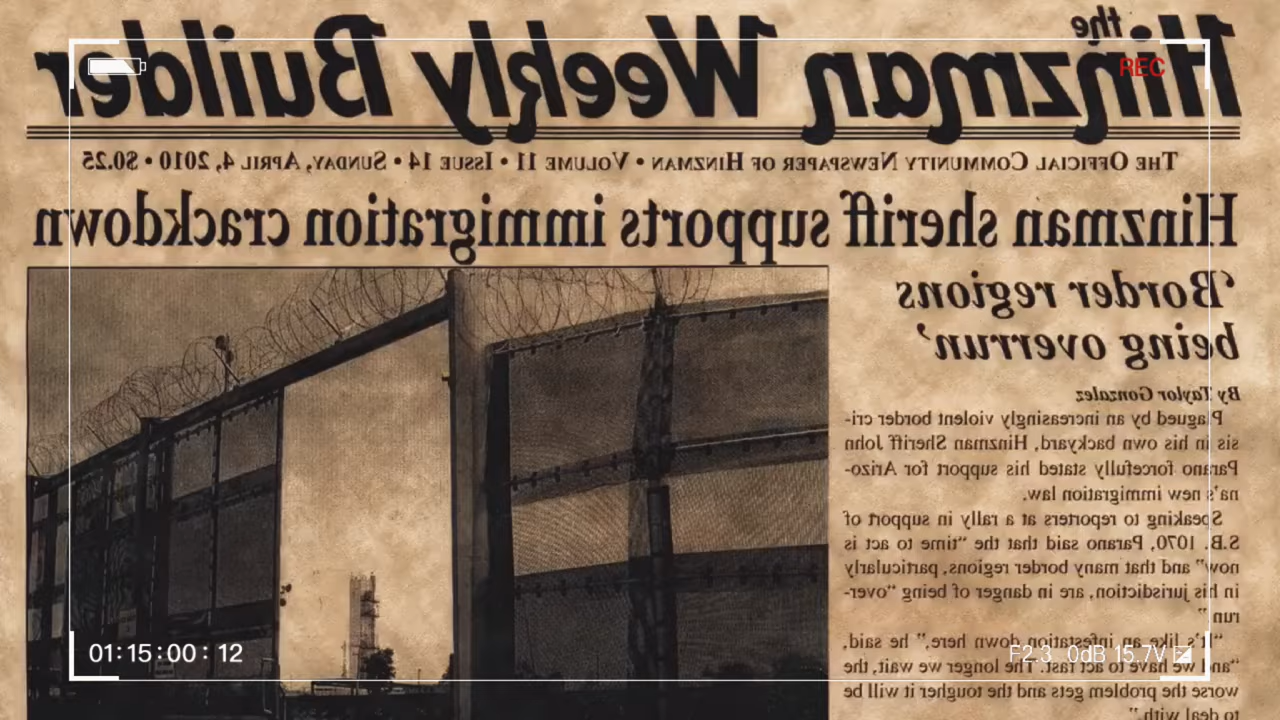 the
Hinzman Weekly Builder
REC
The Official Community Newspaper of Hinzman • Volume 11 • Issue 14 • Sunday, April 4, 2010 • $0.25
Hinzman sheriff supports immigration crackdown
‘Border regions
being overrun’
By Taylor Gonzalez
Plagued by an increasingly violent border cri-
sis in his own backyard, Hinzman Sheriff John
Parano forcefully stated his support for Arizo-
na's new immigration law.
Speaking to reporters at a rally in support of
S.B. 1070, Parano said that the “time to act is
now” and that many border regions, particularly
in his jurisdiction, are in danger of being “over-
run.”
“It's like an infestation down here,” he said,
“and we have to act fast. The longer we wait, the
worse the problem gets and the tougher it will be
to deal with.”
01:15:00:12
F2.3 0dB 15.7V